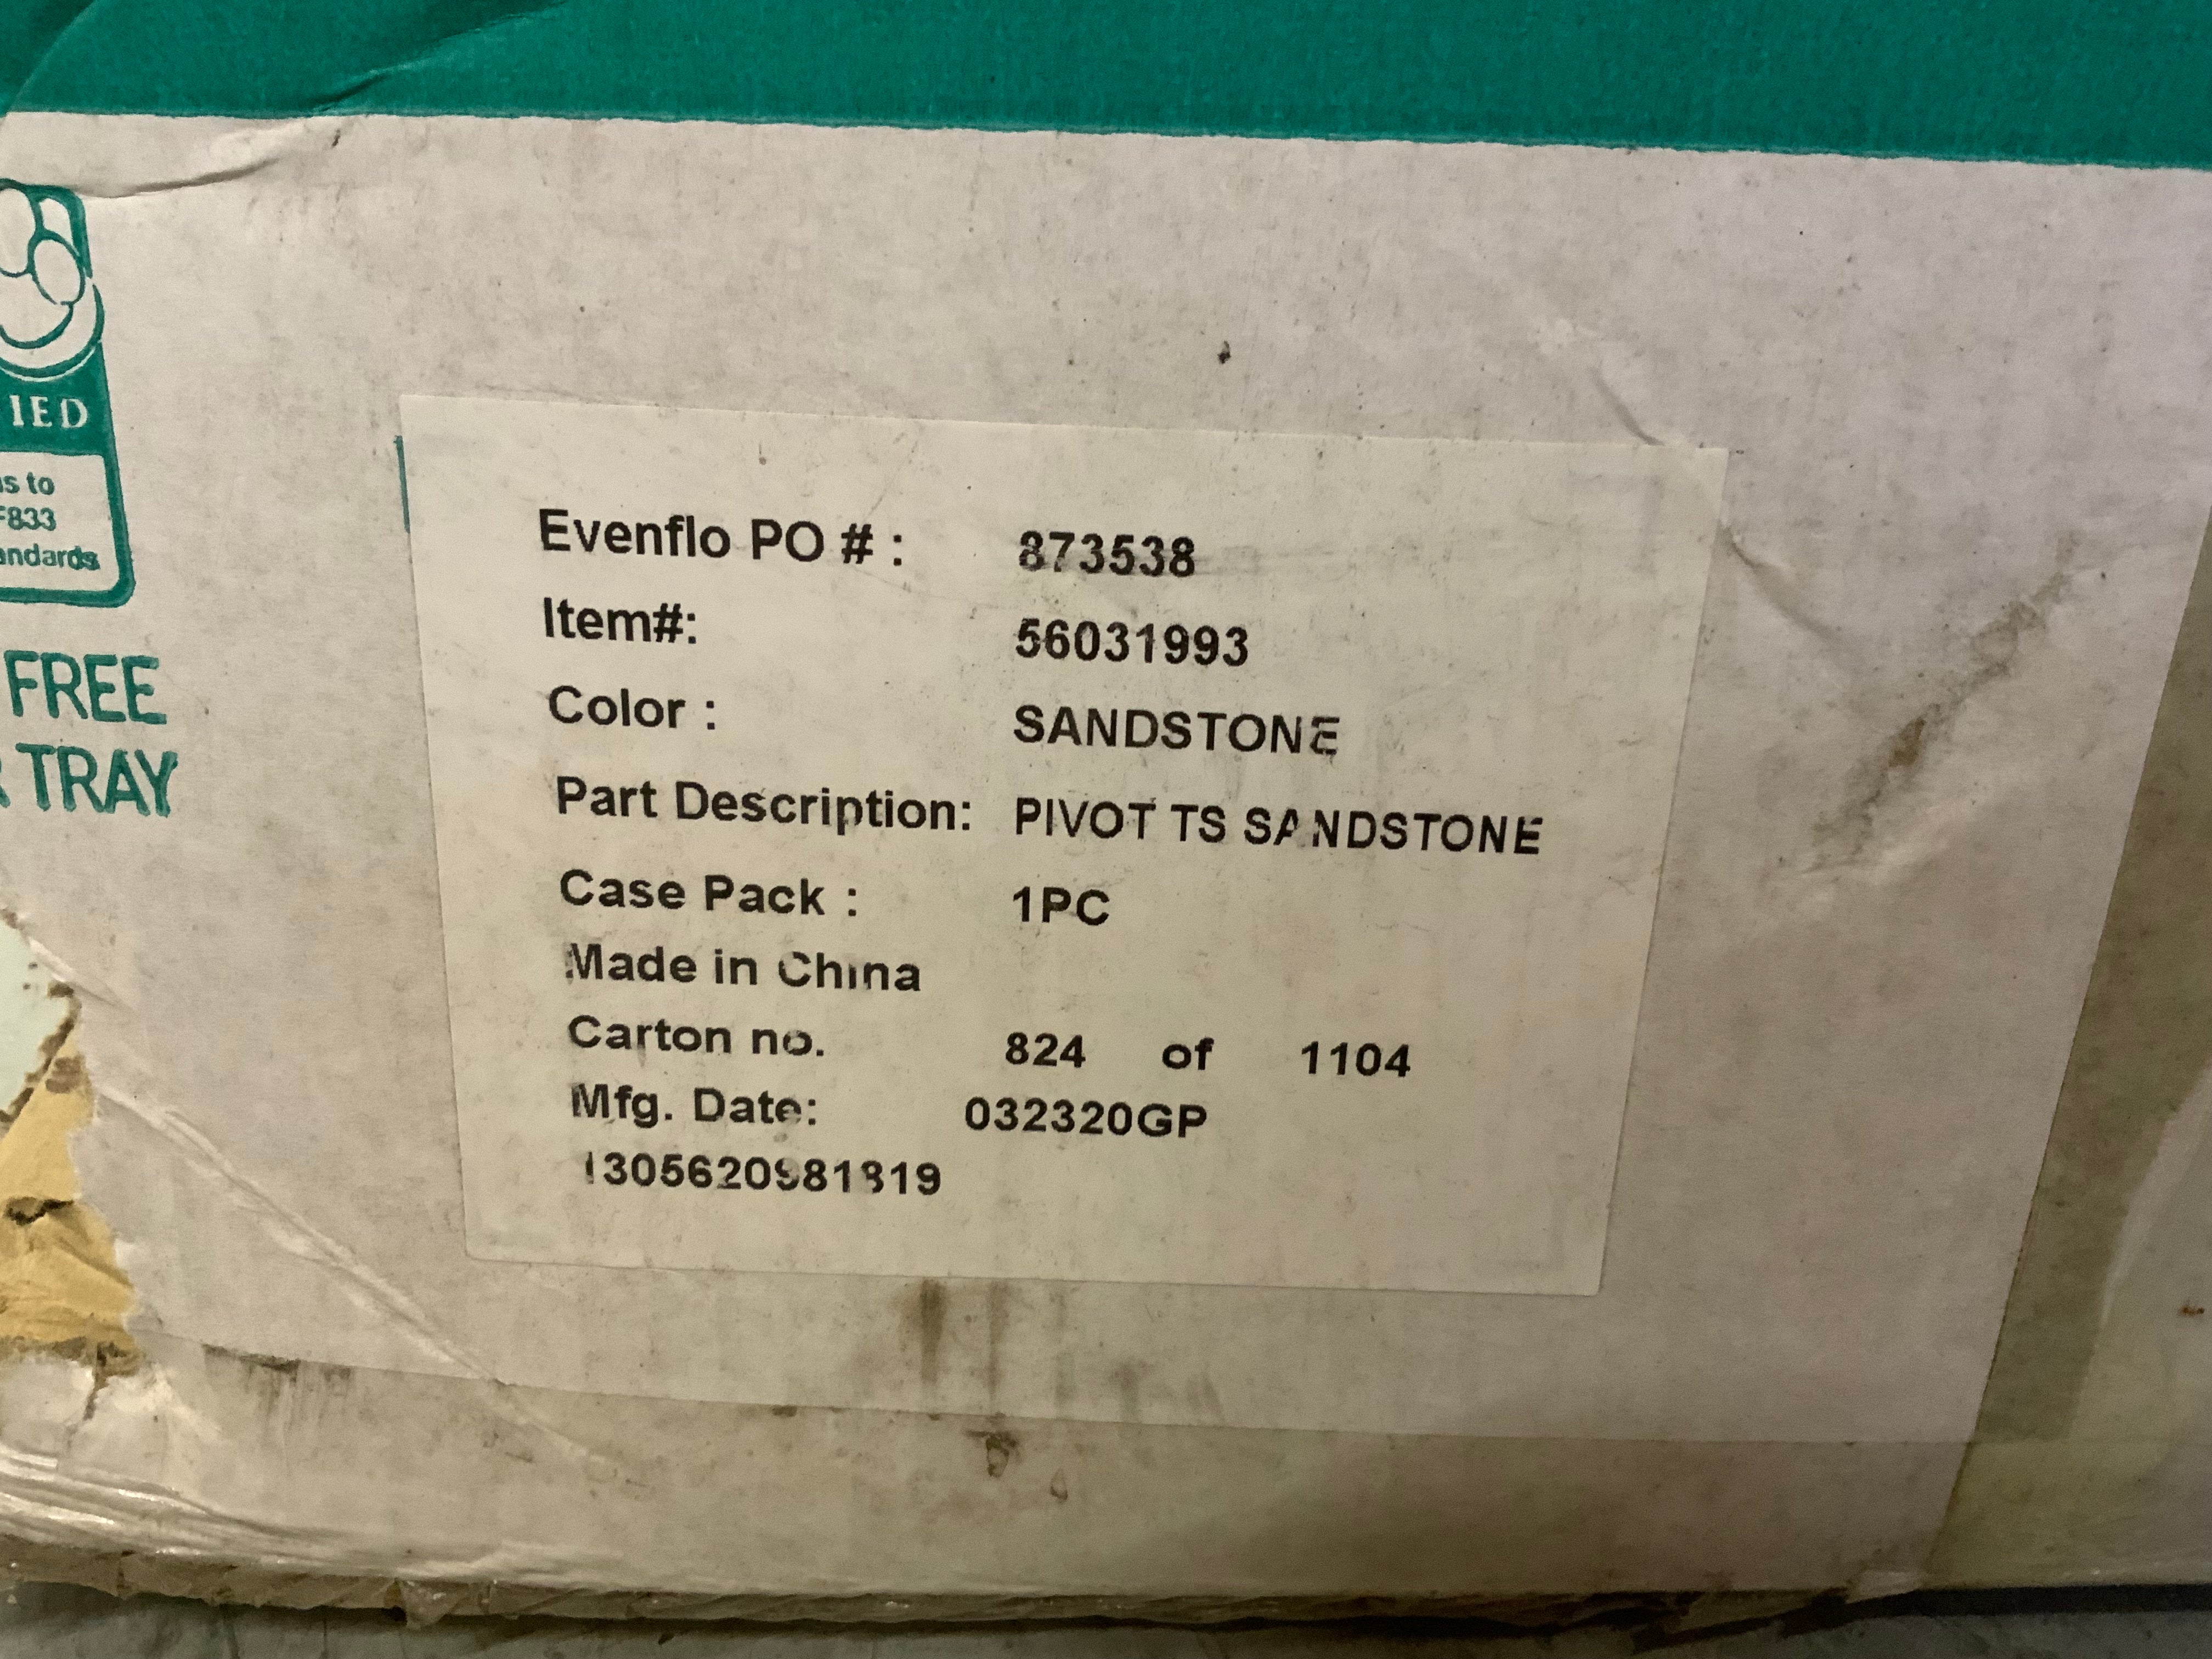 IED
ns to
F833
andards
FREE
R TRAY
Evenflo PO # : 873538
Item#: 56031993
Color : SANDSTONE
Part Description: PIVOT TS SANDSTONE
Case Pack : 1PC
Made in China
Carton no. 824 of 1104
Mfg. Date: 032320GP